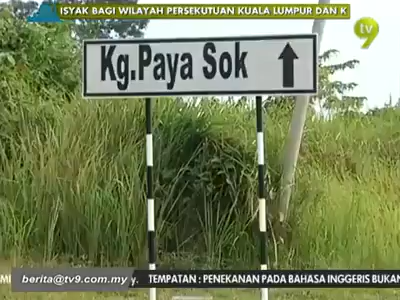 ISYAK BAGI WILAYAH PERSEKUTUAN KUALA LUMPUR DAN K
tv9
Kg.Paya Sok
berita@tv9.com.my
TEMPATAN : PENEKANAN PADA BAHASA INGGERIS BUKAN